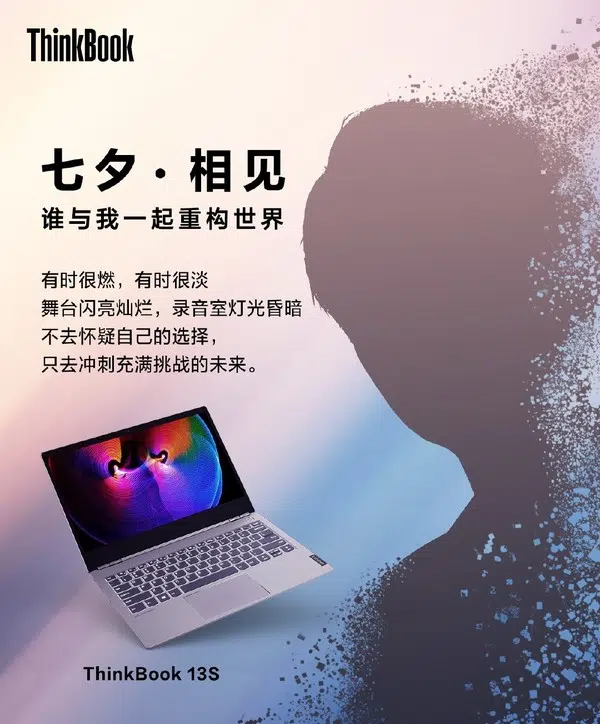 ThinkBook
七夕·相见
谁与我一起重构世界
有时很燃，有时很淡
舞台闪亮灿烂，录音室灯光昏暗
不去怀疑自己的选择，
只去冲刺充满挑战的未来。
ThinkBook 13S